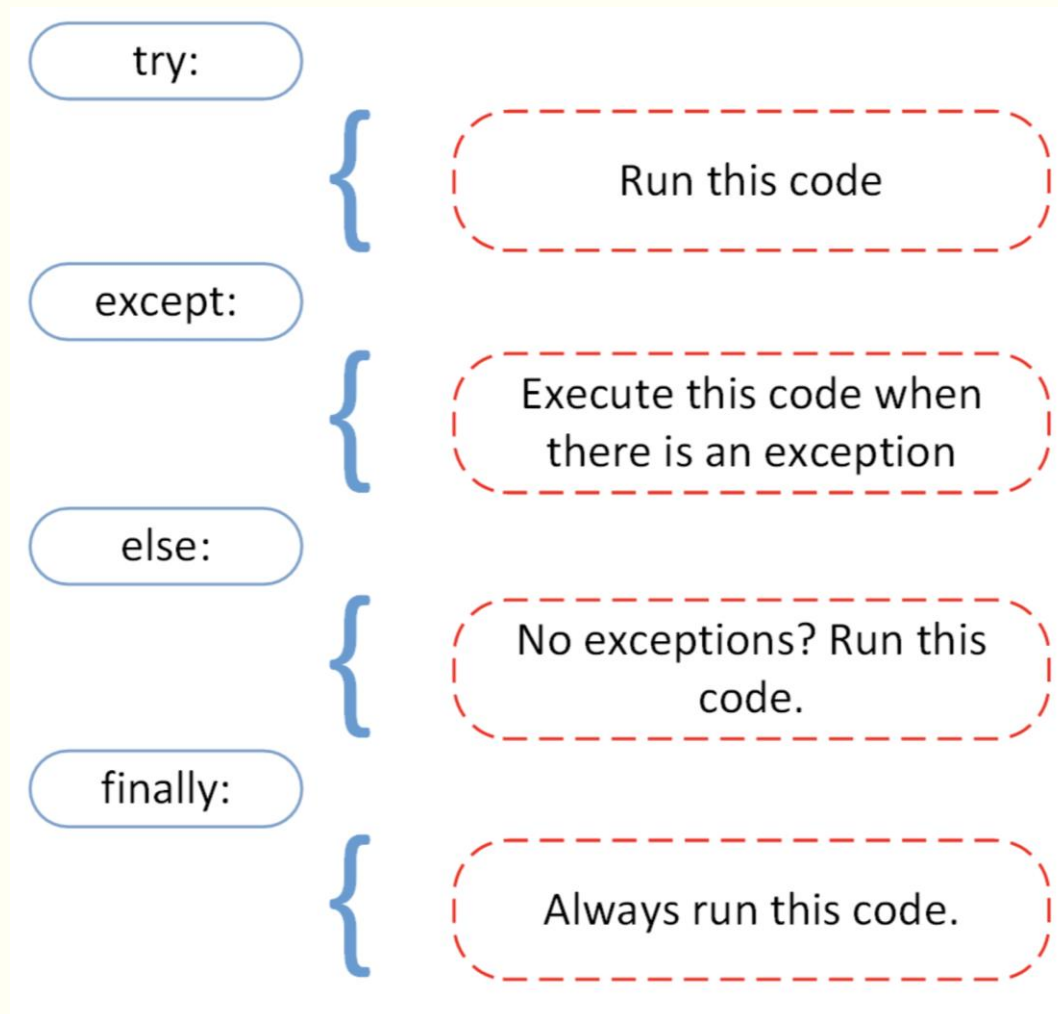 try:
Run this code
except:
Execute this code when
there is an exception
else:
No exceptions? Run this
code.
finally:
Always run this code.